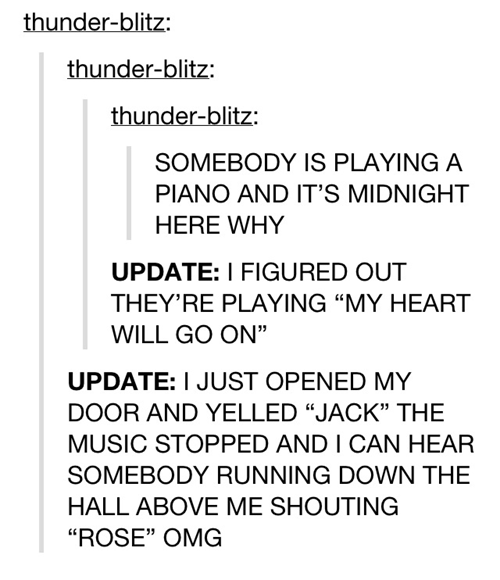 thunder-blitz:
thunder-blitz:
thunder-blitz:
SOMEBODY IS PLAYING A
PIANO AND IT’S MIDNIGHT
HERE WHY
UPDATE: I FIGURED OUT
THEY’RE PLAYING “MY HEART
WILL GO ON”
UPDATE: I JUST OPENED MY
DOOR AND YELLED “JACK” THE
MUSIC STOPPED AND I CAN HEAR
SOMEBODY RUNNING DOWN THE
HALL ABOVE ME SHOUTING
“ROSE” OMG